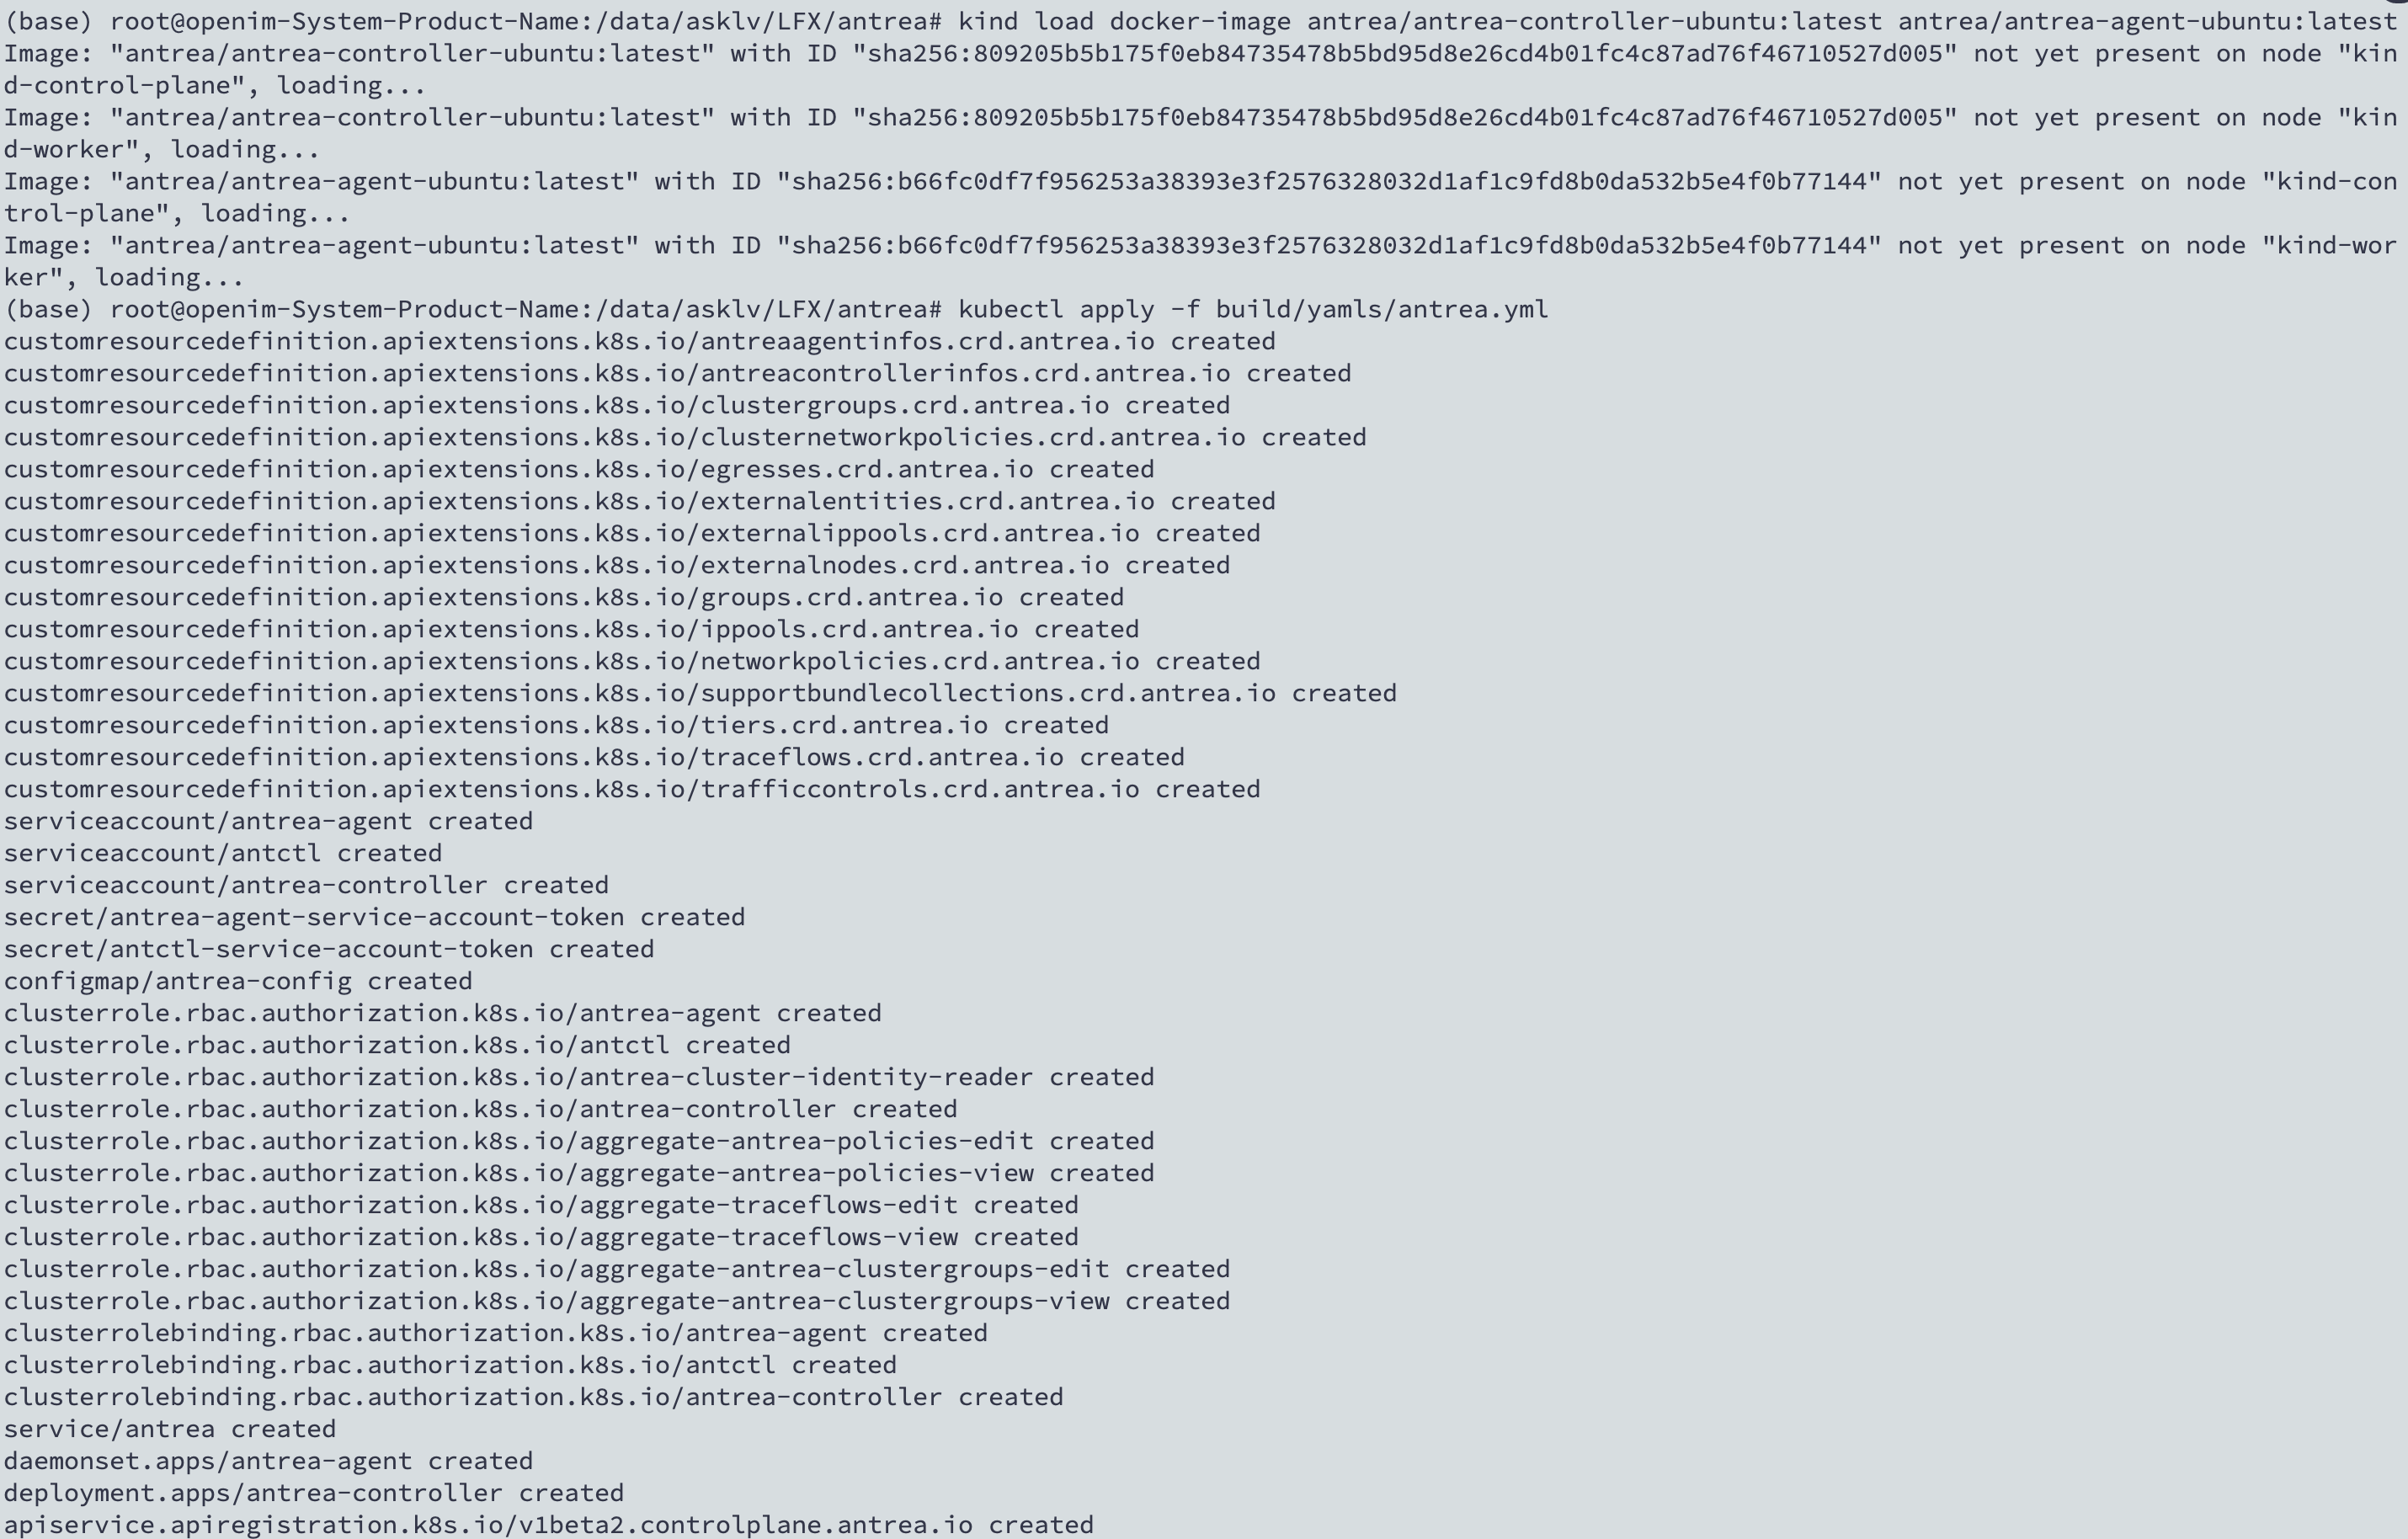 (base) root@openim-System-Product-Name:/data/asklv/LFX/antrea# kind load docker-image antrea/antrea-controller-ubuntu:latest antrea/antrea-agent-ubuntu:latest
Image: "antrea/antrea-controller-ubuntu:latest" with ID "sha256:809205b5b175f0eb84735478b5bd95d8e26cd4b01fc4c87ad76f46710527d005" not yet present on node "kin
d-control-plane", loading...
Image: "antrea/antrea-controller-ubuntu:latest" with ID "sha256:809205b5b175f0eb84735478b5bd95d8e26cd4b01fc4c87ad76f46710527d005" not yet present on node "kin
d-worker", loading...
Image: "antrea/antrea-agent-ubuntu:latest" with ID "sha256:b66fc0df7f956253a38393e3f2576328032d1af1c9fd8b0da532b5e4f0b77144" not yet present on node "kind-con
trol-plane", loading...
Image: "antrea/antrea-agent-ubuntu:latest" with ID "sha256:b66fc0df7f956253a38393e3f2576328032d1af1c9fd8b0da532b5e4f0b77144" not yet present on node "kind-wor
ker", loading...
(base) root@openim-System-Product-Name:/data/asklv/LFX/antrea# kubectl apply -f build/yamls/antrea.yml
customresourcedefinition.apiextensions.k8s.io/antreaagentinfos.crd.antrea.io created
customresourcedefinition.apiextensions.k8s.io/antreacontrollerinfos.crd.antrea.io created
customresourcedefinition.apiextensions.k8s.io/clustergroups.crd.antrea.io created
customresourcedefinition.apiextensions.k8s.io/clusternetworkpolicies.crd.antrea.io created
customresourcedefinition.apiextensions.k8s.io/egresses.crd.antrea.io created
customresourcedefinition.apiextensions.k8s.io/externalentities.crd.antrea.io created
customresourcedefinition.apiextensions.k8s.io/externalippools.crd.antrea.io created
customresourcedefinition.apiextensions.k8s.io/externalnodes.crd.antrea.io created
customresourcedefinition.apiextensions.k8s.io/groups.crd.antrea.io created
customresourcedefinition.apiextensions.k8s.io/ippools.crd.antrea.io created
customresourcedefinition.apiextensions.k8s.io/networkpolicies.crd.antrea.io created
customresourcedefinition.apiextensions.k8s.io/supportbundlecollections.crd.antrea.io created
customresourcedefinition.apiextensions.k8s.io/tiers.crd.antrea.io created
customresourcedefinition.apiextensions.k8s.io/traceflows.crd.antrea.io created
customresourcedefinition.apiextensions.k8s.io/trafficcontrols.crd.antrea.io created
serviceaccount/antrea-agent created
serviceaccount/antctl created
serviceaccount/antrea-controller created
secret/antrea-agent-service-account-token created
secret/antctl-service-account-token created
configmap/antrea-config created
clusterrole.rbac.authorization.k8s.io/antrea-agent created
clusterrole.rbac.authorization.k8s.io/antctl created
clusterrole.rbac.authorization.k8s.io/antrea-cluster-identity-reader created
clusterrole.rbac.authorization.k8s.io/antrea-controller created
clusterrole.rbac.authorization.k8s.io/aggregate-antrea-policies-edit created
clusterrole.rbac.authorization.k8s.io/aggregate-antrea-policies-view created
clusterrole.rbac.authorization.k8s.io/aggregate-traceflows-edit created
clusterrole.rbac.authorization.k8s.io/aggregate-traceflows-view created
clusterrole.rbac.authorization.k8s.io/aggregate-antrea-clustergroups-edit created
clusterrole.rbac.authorization.k8s.io/aggregate-antrea-clustergroups-view created
clusterrolebinding.rbac.authorization.k8s.io/antrea-agent created
clusterrolebinding.rbac.authorization.k8s.io/antctl created
clusterrolebinding.rbac.authorization.k8s.io/antrea-controller created
service/antrea created
daemonset.apps/antrea-agent created
deployment.apps/antrea-controller created
apiservice.apiregistration.k8s.io/v1beta2.controlplane.antrea.io created